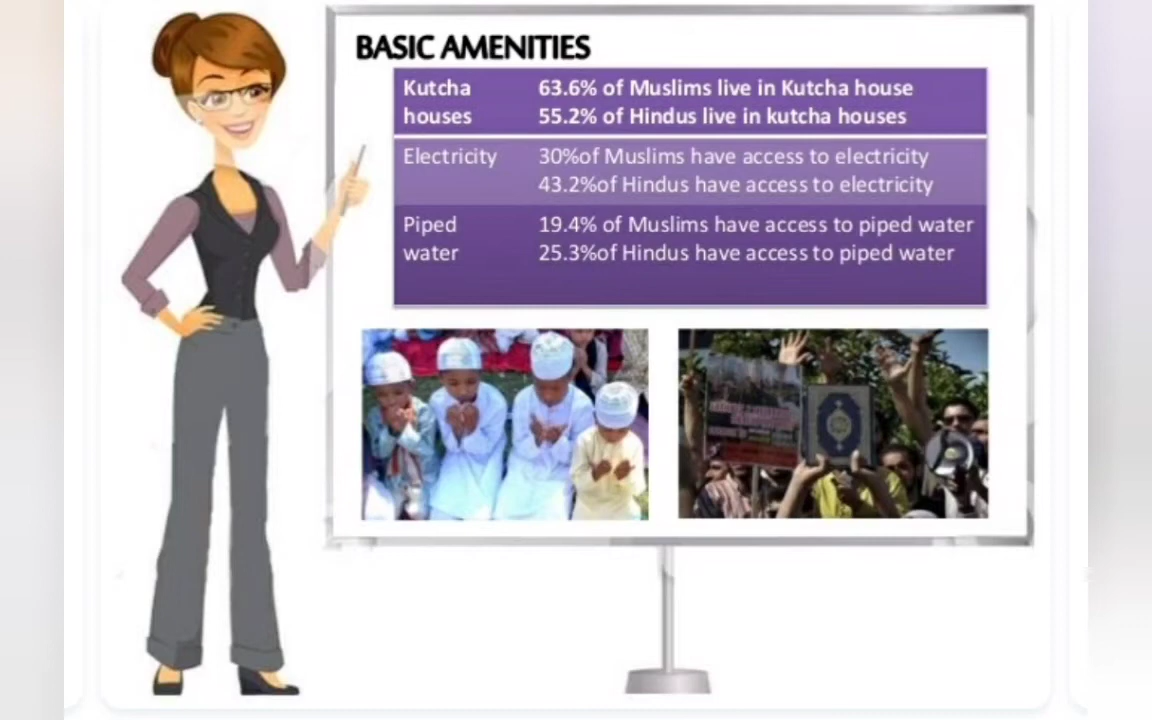 BASIC AMENITIES
Kutcha houses
63.6% of Muslims live in Kutcha house
55.2% of Hindus live in kutcha houses
Electricity
30%of Muslims have access to electricity
43.2%of Hindus have access to electricity
Piped water
19.4% of Muslims have access to piped water
25.3%of Hindus have access to piped water